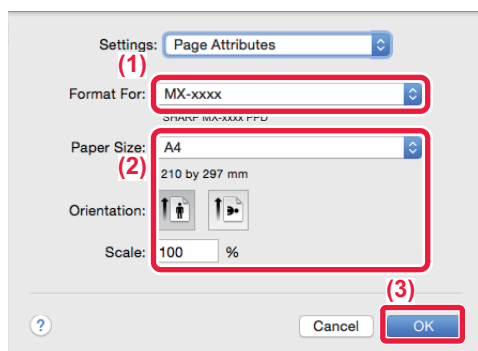 Settings: Page Attributes
(1)
Format For: MX-xxxx
SHARP MX-xxxx PPD
Paper Size: A4
(2)
210 by 297 mm
Orientation:
Scale: 100 %
(3)
? Cancel OK